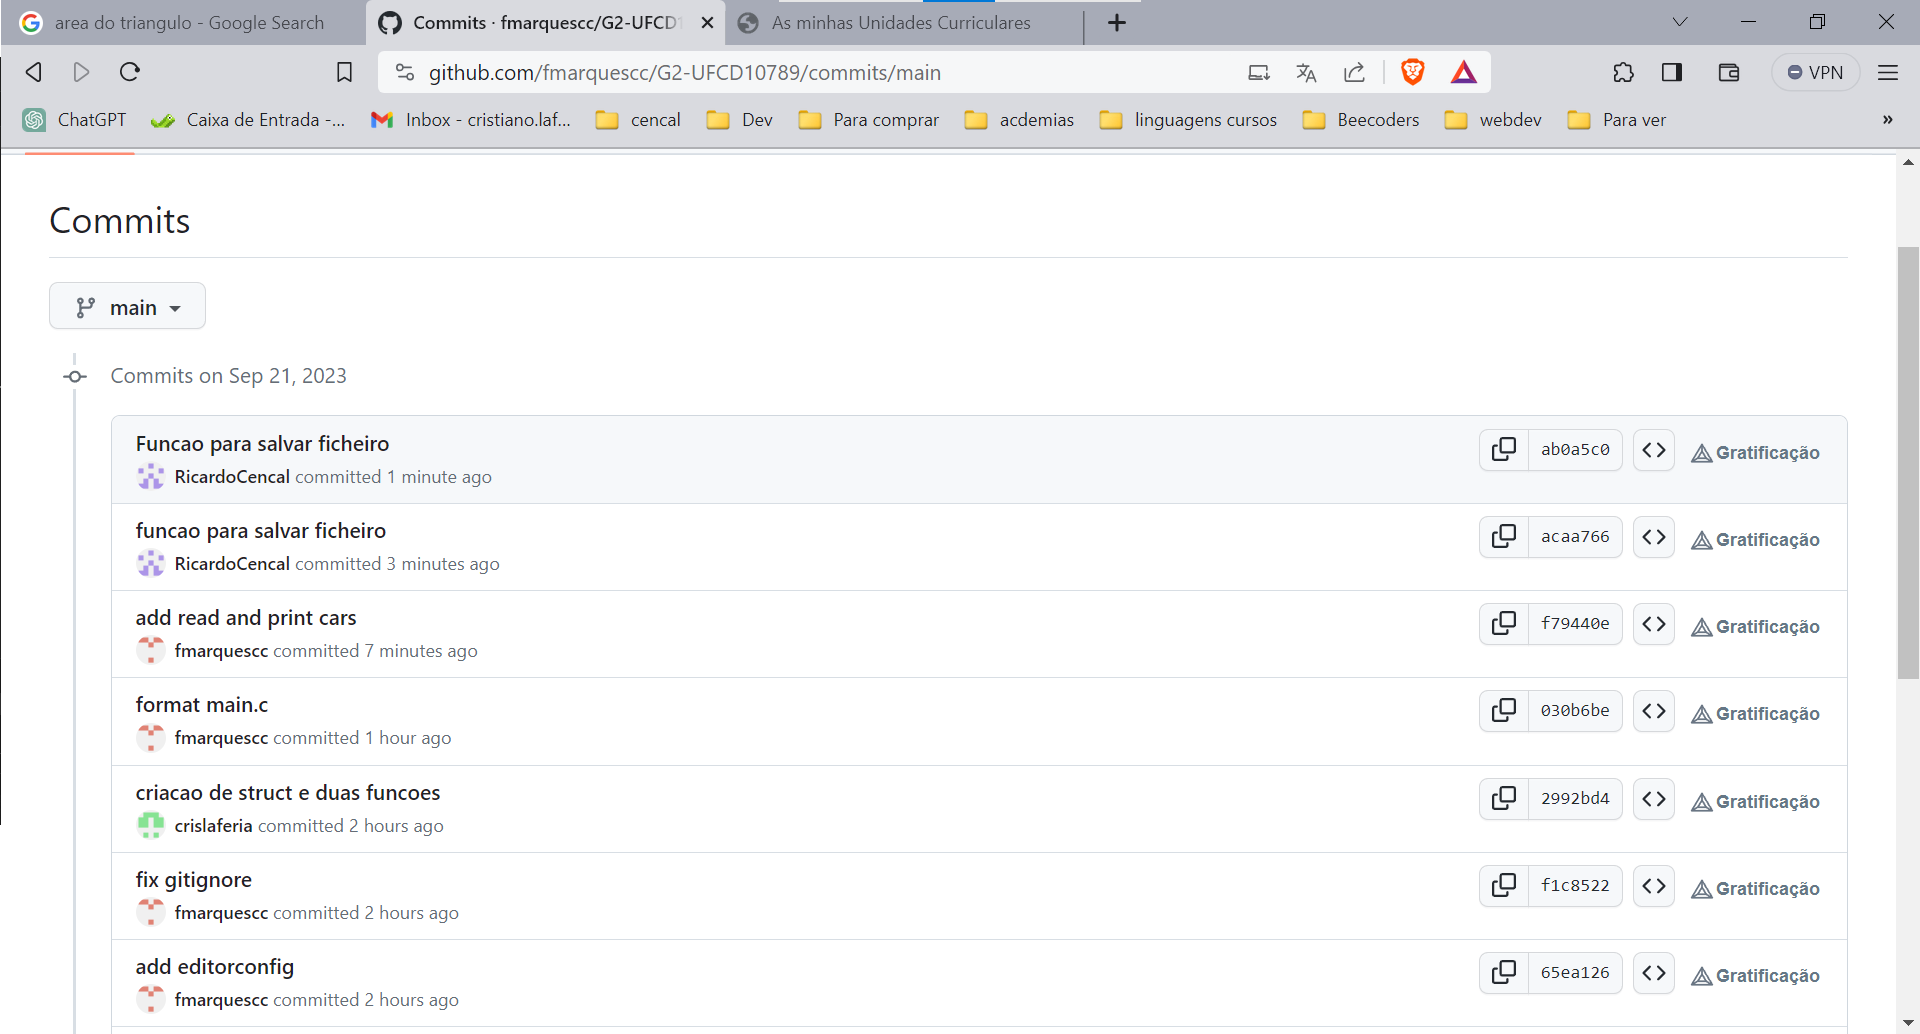 area do triangulo - Google Search
Commits · fmarquescc/G2-UFCD1
As minhas Unidades Curriculares
github.com/fmarquescc/G2-UFCD10789/commits/main
VPN
ChatGPT
Caixa de Entrada -...
Inbox - cristiano.laf...
cencal
Dev
Para comprar
acdemias
linguagens cursos
Beecoders
webdev
Para ver
»
Commits
main
Commits on Sep 21, 2023
Funcao para salvar ficheiro
RicardoCencal committed 1 minute ago
ab0a5c0
Gratificação
funcao para salvar ficheiro
RicardoCencal committed 3 minutes ago
acaa766
Gratificação
add read and print cars
fmarquescc committed 7 minutes ago
f79440e
Gratificação
format main.c
fmarquescc committed 1 hour ago
030b6be
Gratificação
criacao de struct e duas funcoes
crislaferia committed 2 hours ago
2992bd4
Gratificação
fix gitignore
fmarquescc committed 2 hours ago
f1c8522
Gratificação
add editorconfig
fmarquescc committed 2 hours ago
65ea126
Gratificação